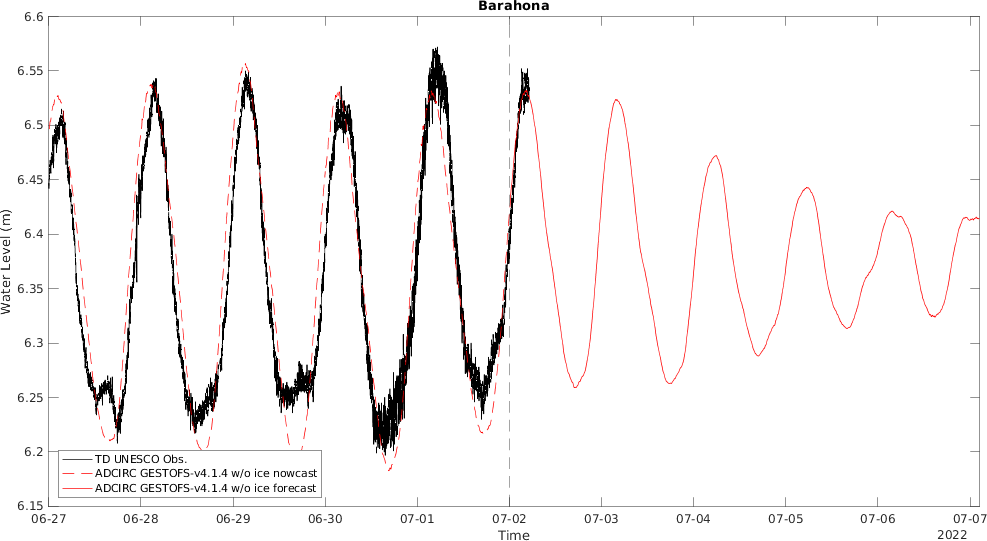 Barahona
6.6
6.55
6.5
6.45
6.4
6.35
6.3
6.25
6.2
6.15
Water Level (m)
TD UNESCO Obs.
ADCIRC GESTOFS-v4.1.4 w/o ice nowcast
ADCIRC GESTOFS-v4.1.4 w/o ice forecast
06-27 06-28 06-29 06-30 07-01 07-02 07-03 07-04 07-05 07-06 07-07
Time
2022